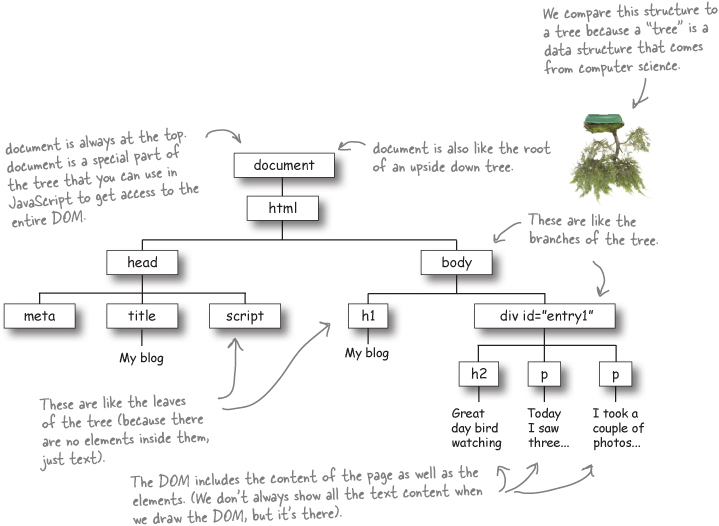 We compare this structure to
a tree because a "tree" is a
data structure that comes
from computer science.
document is always at the top.
document is a special part of
the tree that you can use in
JavaScript to get access to the
entire DOM.
document
document is also like the root
of an upside down tree.
html
These are like the
branches of the tree.
head
body
meta
title
script
h1
div id="entry1"
My blog
My blog
h2
p
p
These are like the leaves
of the tree (because there
are no elements inside them,
just text).
Great
day bird
watching
Today
I saw
three...
I took a
couple of
photos...
The DOM includes the content of the page as well as the
elements. (We don't always show all the text content when
we draw the DOM, but it's there).